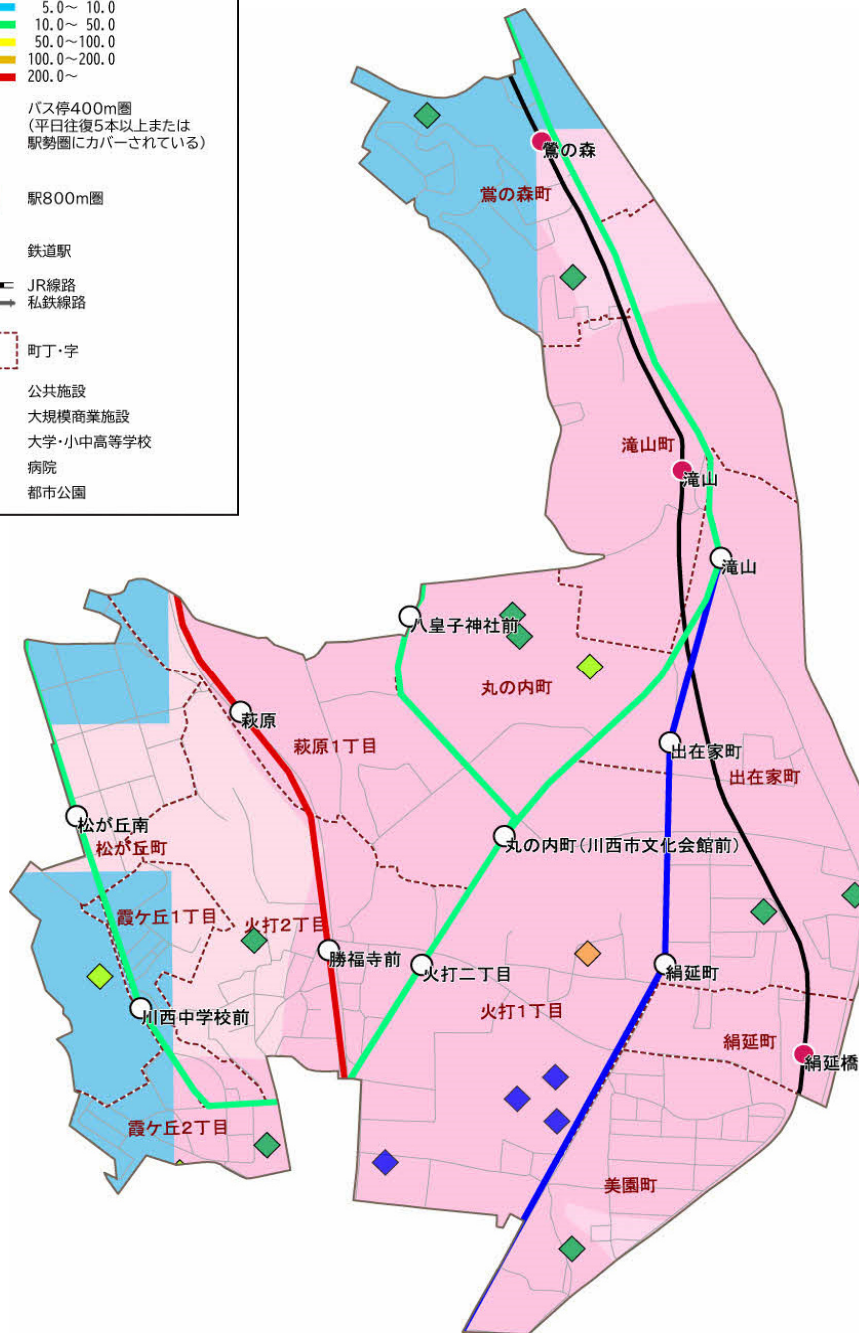 5.0～ 10.0
10.0～ 50.0
50.0～100.0
100.0～200.0
200.0～
バス停400m圏
(平日往復5本以上または
駅勢圏にカバーされている)
駅800m圏
鉄道駅
JR線路
私鉄線路
町丁・字
公共施設
大規模商業施設
大学・小中高等学校
病院
都市公園
鶯の森
鶯の森町
滝山町
滝山
滝山
八皇子神社前
丸の内町
萩原
萩原1丁目
出在家町
出在家町
松が丘南
松が丘町
丸の内町(川西市文化会館前)
霞ケ丘1丁目
火打2丁目
勝福寺前
火打二丁目
絹延町
川西中学校前
火打1丁目
絹延町
絹延橋
霞ケ丘2丁目
美園町